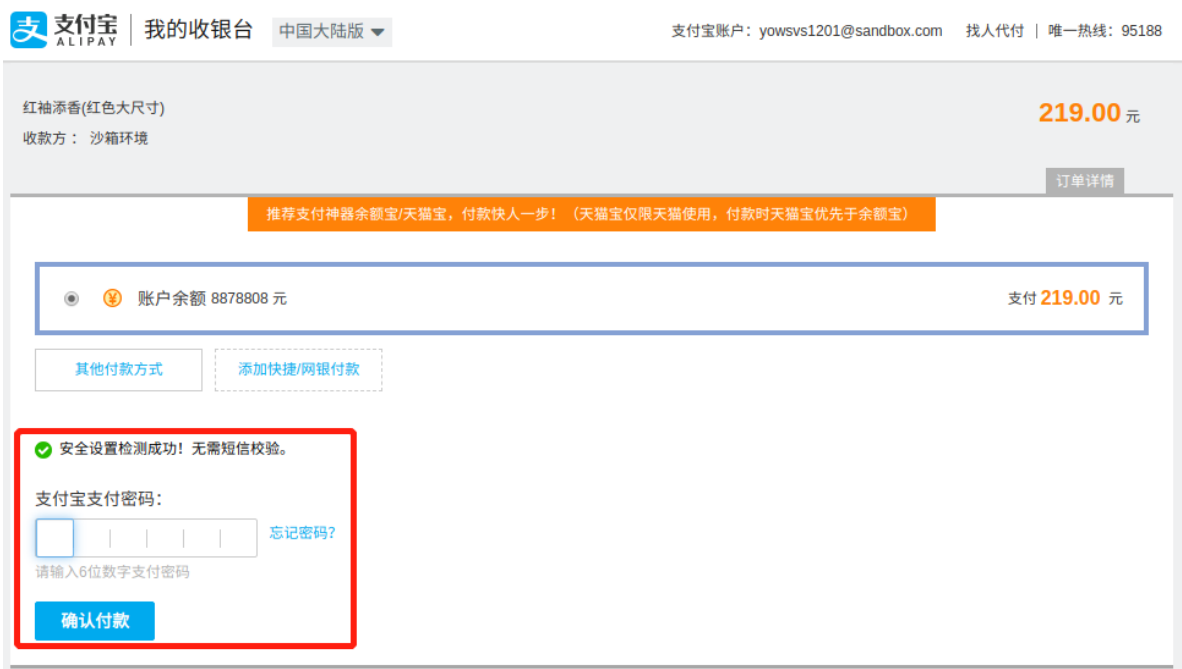 支付宝 ALIPAY 我的收银台 中国大陆版 支付宝账户：yowsvs1201@sandbox.com 找人代付 | 唯一热线：95188
红袖添香(红色大尺寸) 219.00 元
收款方： 沙箱环境
订单详情
推荐支付神器余额宝/天猫宝，付款快人一步！（天猫宝仅限天猫使用，付款时天猫宝优先于余额宝）
账户余额 8878808 元 支付 219.00 元
其他付款方式 添加快捷/网银付款
安全设置检测成功！无需短信校验。
支付宝支付密码：
忘记密码?
请输入6位数字支付密码
确认付款